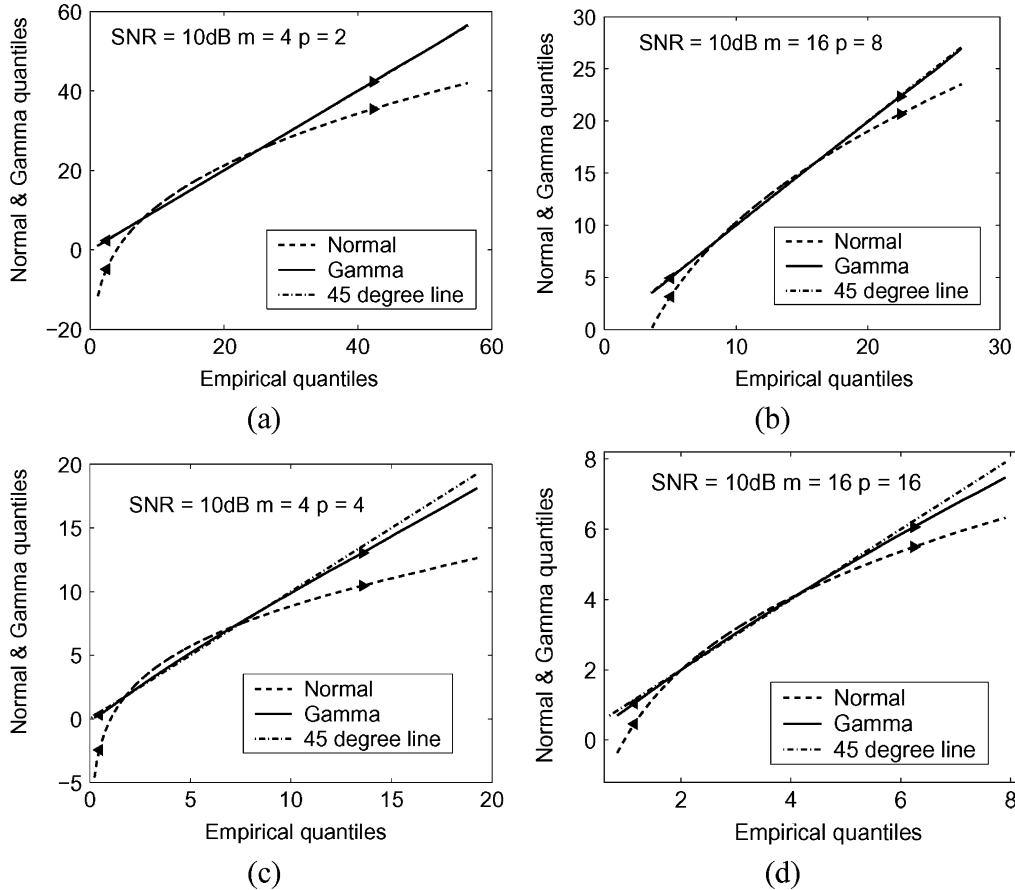 SNR = 10dB m = 4 p = 2
Normal & Gamma quantiles
60
40
20
0
−20
Normal
Gamma
45 degree line
0 20 40 60
Empirical quantiles
(a)
SNR = 10dB m = 16 p = 8
Normal & Gamma quantiles
30
25
20
15
10
5
0
Normal
Gamma
45 degree line
0 10 20 30
Empirical quantiles
(b)
SNR = 10dB m = 4 p = 4
Normal & Gamma quantiles
20
15
10
5
0
−5
Normal
Gamma
45 degree line
0 5 10 15 20
Empirical quantiles
(c)
SNR = 10dB m = 16 p = 16
Normal & Gamma quantiles
8
6
4
2
0
Normal
Gamma
45 degree line
2 4 6 8
Empirical quantiles
(d)